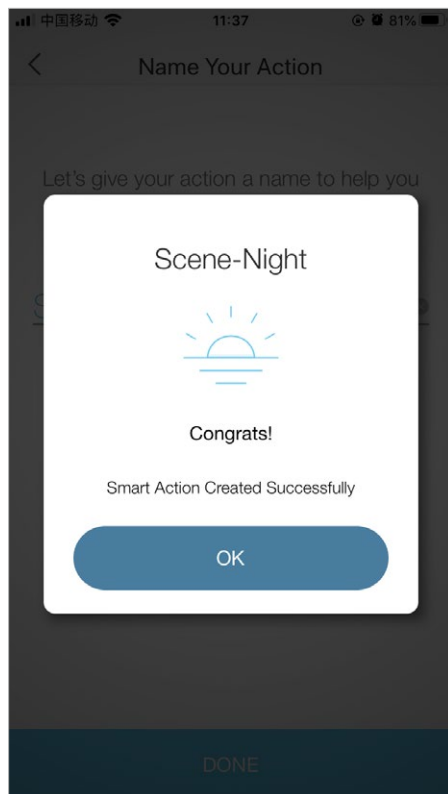 中国移动 11:37 81%
Name Your Action
Let's give your action a name to help you
Scene-Night
S
Congrats!
Smart Action Created Successfully
OK
DONE